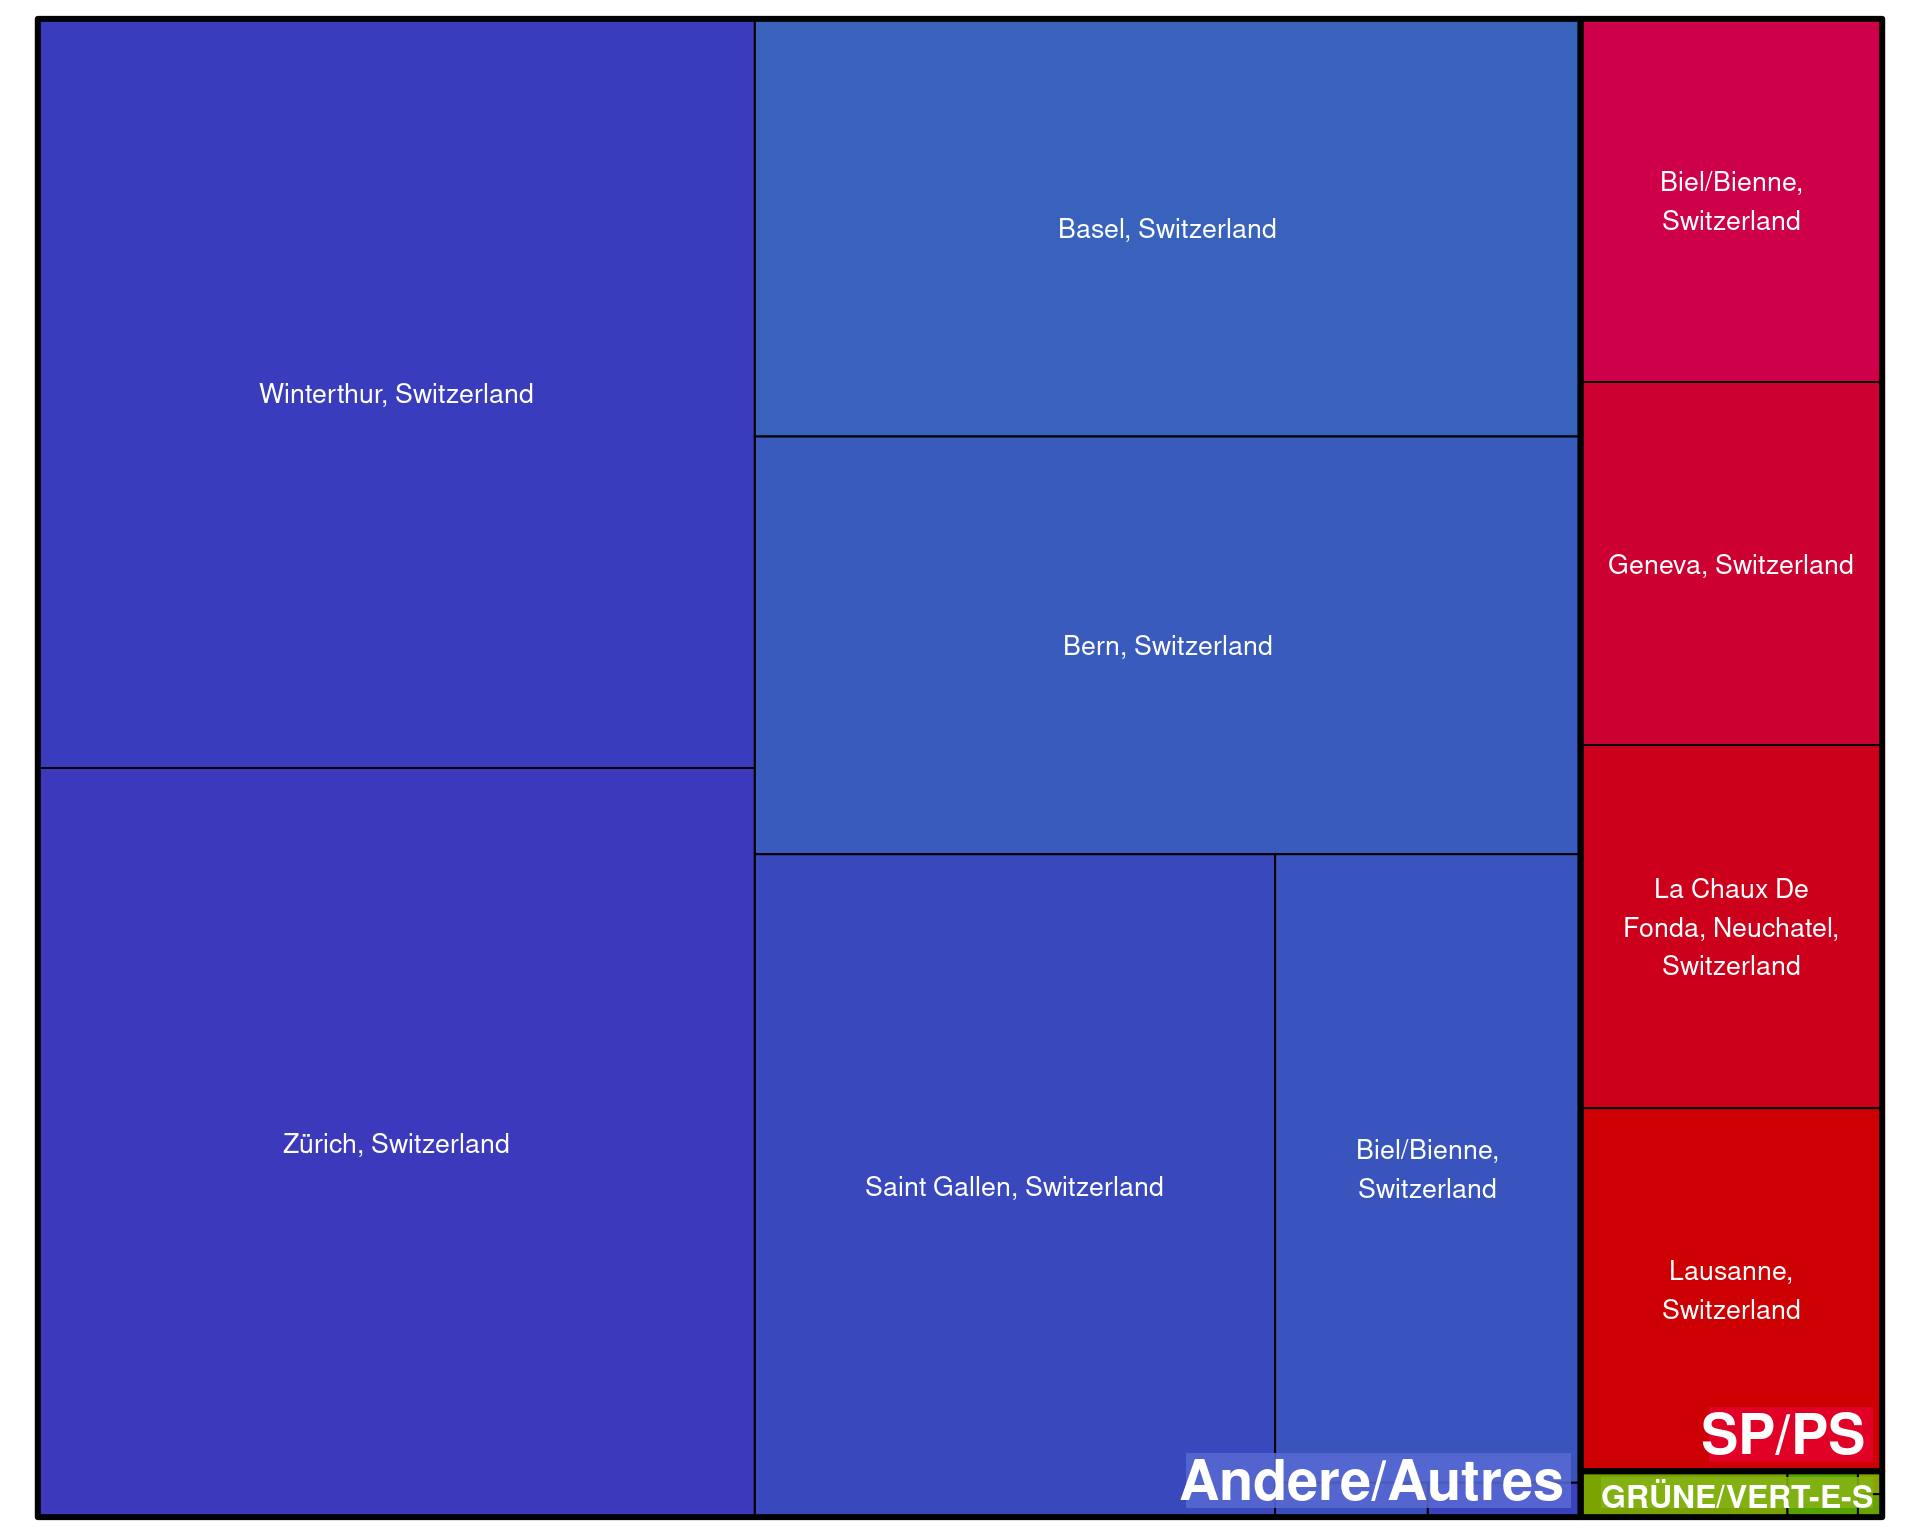 Winterthur, Switzerland
Zürich, Switzerland
Basel, Switzerland
Bern, Switzerland
Saint Gallen, Switzerland
Biel/Bienne,
Switzerland
Andere/Autres
Biel/Bienne,
Switzerland
Geneva, Switzerland
La Chaux De
Fonda, Neuchatel,
Switzerland
Lausanne,
Switzerland
SP/PS
GRÜNE/VERT-E-S